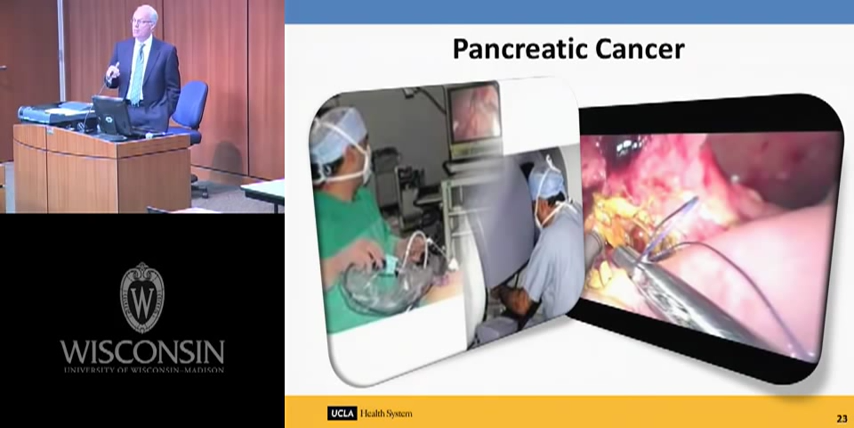 Pancreatic Cancer
W
WISCONSIN
UNIVERSITY OF WISCONSIN–MADISON
UCLA Health System
23